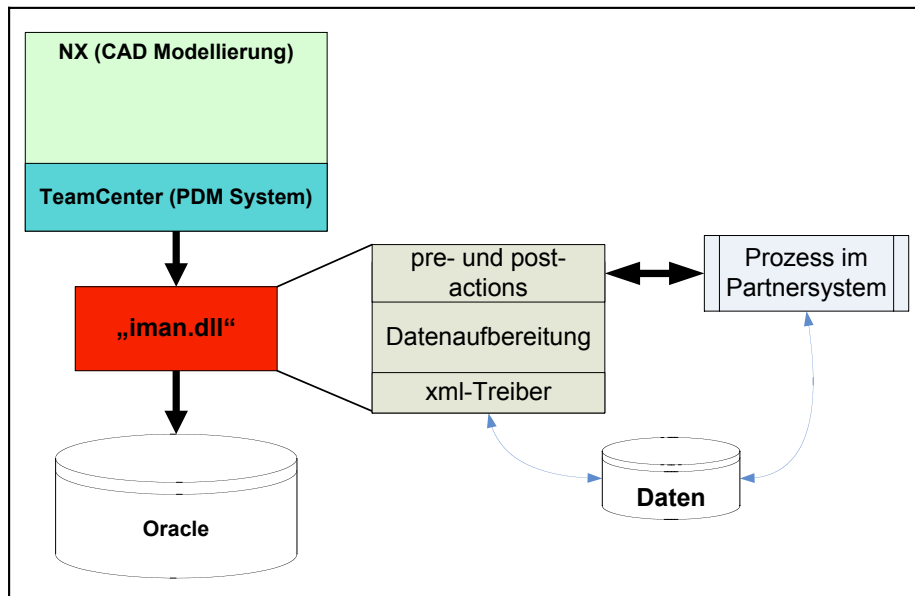 NX (CAD Modellierung)
TeamCenter (PDM System)
„iman.dll“
Oracle
pre- und post-
actions
Datenaufbereitung
xml-Treiber
Prozess im
Partnersystem
Daten